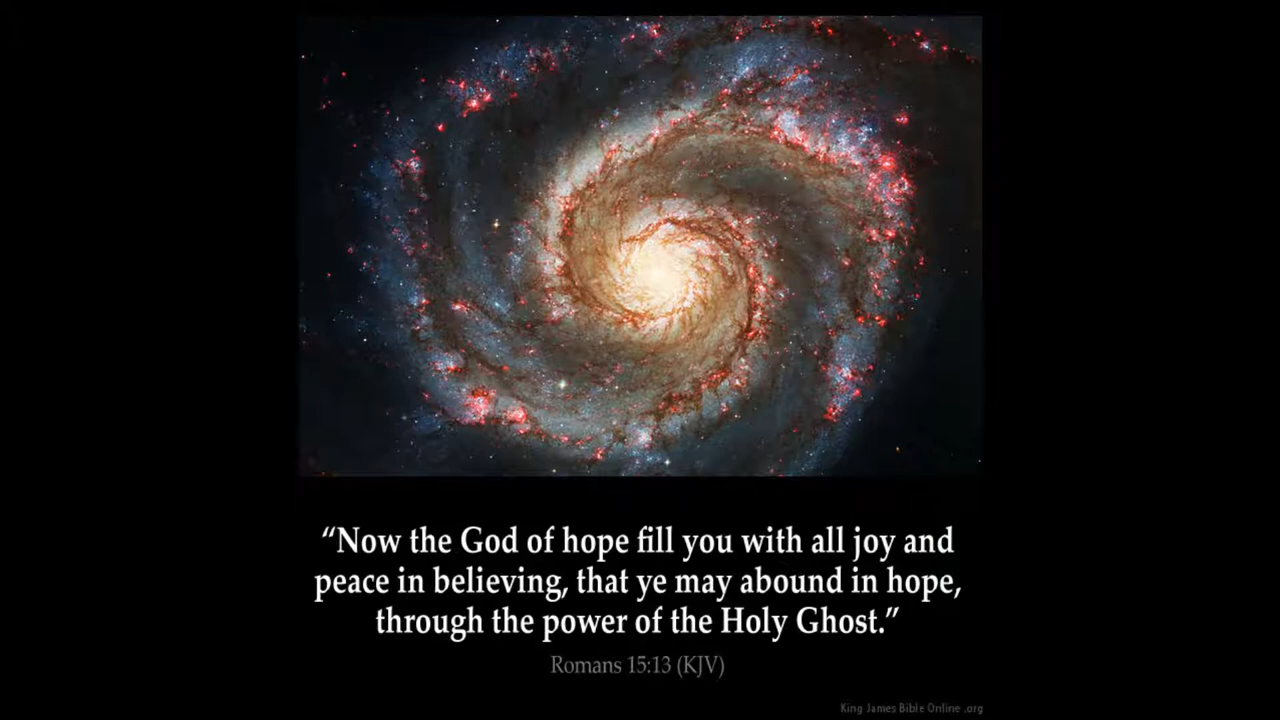 “Now the God of hope fill you with all joy and
peace in believing, that ye may abound in hope,
through the power of the Holy Ghost.”
Romans 15:13 (KJV)
King James Bible Online .org